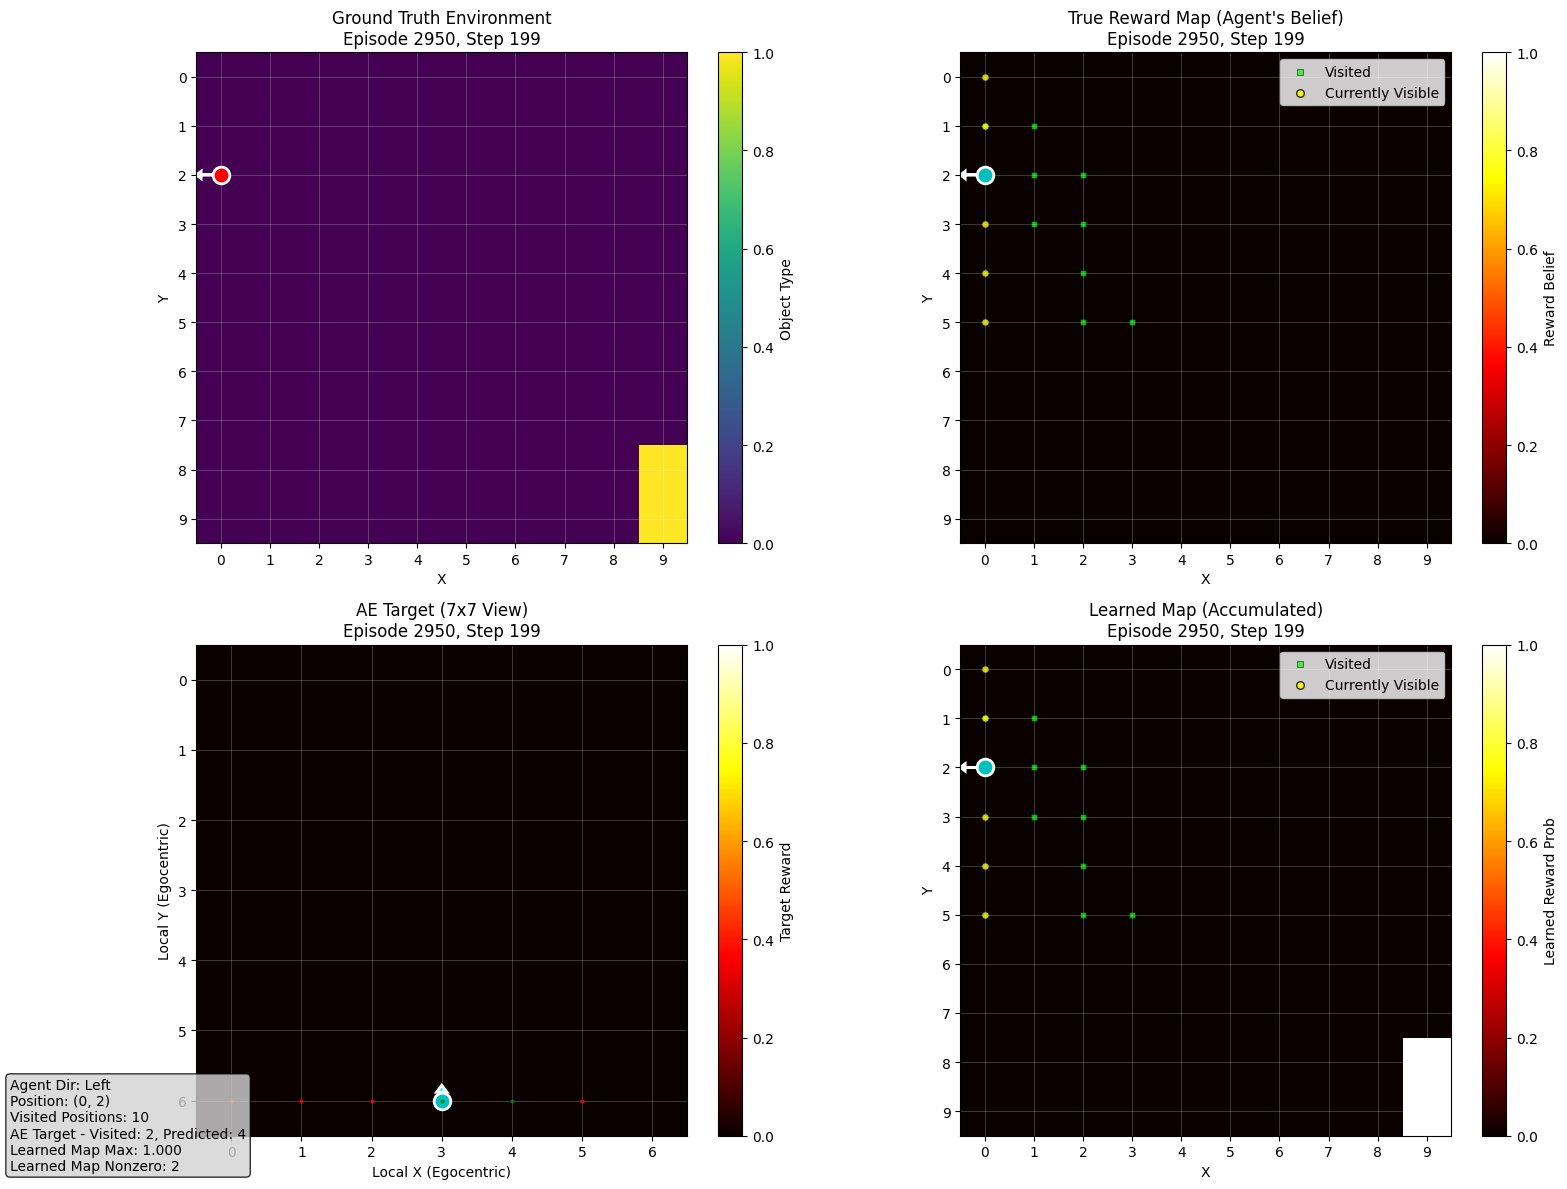 Ground Truth Environment
Episode 2950, Step 199
0
1
2
3
4
5
6
7
8
9
Y
0 1 2 3 4 5 6 7 8 9
X
1.0
0.8
0.6
0.4
0.2
0.0
Object Type
True Reward Map (Agent's Belief)
Episode 2950, Step 199
Visited
Currently Visible
0
1
2
3
4
5
6
7
8
9
Y
0 1 2 3 4 5 6 7 8 9
X
1.0
0.8
0.6
0.4
0.2
0.0
Reward Belief
AE Target (7x7 View)
Episode 2950, Step 199
0
1
2
3
4
5
6
Local Y (Egocentric)
0 1 2 3 4 5 6
Local X (Egocentric)
1.0
0.8
0.6
0.4
0.2
0.0
Target Reward
Agent Dir: Left
Position: (0, 2)
Visited Positions: 10
AE Target - Visited: 2, Predicted: 4
Learned Map Max: 1.000
Learned Map Nonzero: 2
Learned Map (Accumulated)
Episode 2950, Step 199
Visited
Currently Visible
0
1
2
3
4
5
6
7
8
9
Y
0 1 2 3 4 5 6 7 8 9
X
1.0
0.8
0.6
0.4
0.2
0.0
Learned Reward Prob